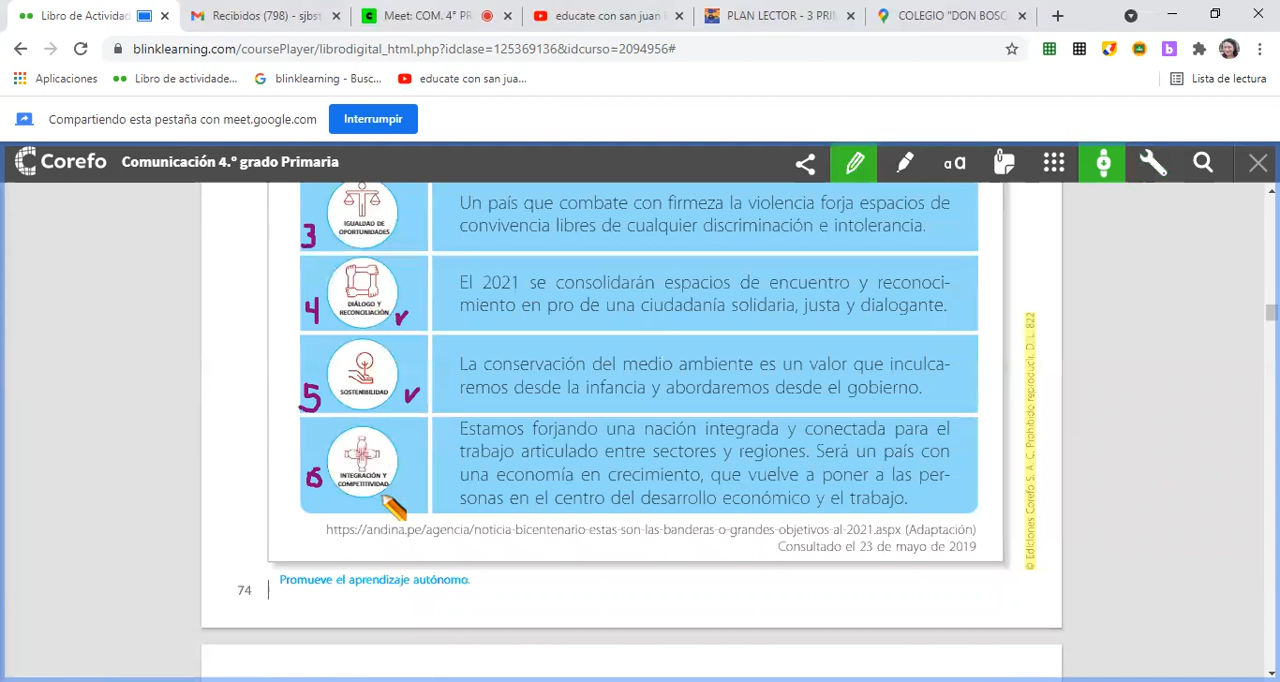 Libro de Activida
Recibidos (798) - sjbst
Meet: COM. 4° PR
educate con san juan
PLAN LECTOR - 3 PRIM
COLEGIO "DON BOSC
blinklearning.com/coursePlayer/librodigital_html.php?idclase=125369136&idcurso=2094956#
Aplicaciones
Libro de actividade...
blinklearning - Busc...
educate con san jua...
Lista de lectura
Compartiendo esta pestaña con meet.google.com
Interrumpir
Corefo
Comunicación 4.º grado Primaria
aa
3
IGUALDAD DE
OPORTUNIDADES
Un país que combate con firmeza la violencia forja espacios de
convivencia libres de cualquier discriminación e intolerancia.
4
DIÁLOGO Y
RECONCILIACIÓN
El 2021 se consolidarán espacios de encuentro y reconoci-
miento en pro de una ciudadanía solidaria, justa y dialogante.
5
SOSTENIBILIDAD
La conservación del medio ambiente es un valor que inculca-
remos desde la infancia y abordaremos desde el gobierno.
6
INTEGRACIÓN Y
COMPETITIVIDAD
Estamos forjando una nación integrada y conectada para el
trabajo articulado entre sectores y regiones. Será un país con
una economía en crecimiento, que vuelve a poner a las per-
sonas en el centro del desarrollo económico y el trabajo.
https://andina.pe/agencia/noticia-bicentenario-estas-son-las-banderas-o-grandes-objetivos-al-2021.aspx (Adaptación)
Consultado el 23 de mayo de 2019
© Ediciones Corefo S. A. C. Prohibido reproducir. D. L. 822
74
Promueve el aprendizaje autónomo.